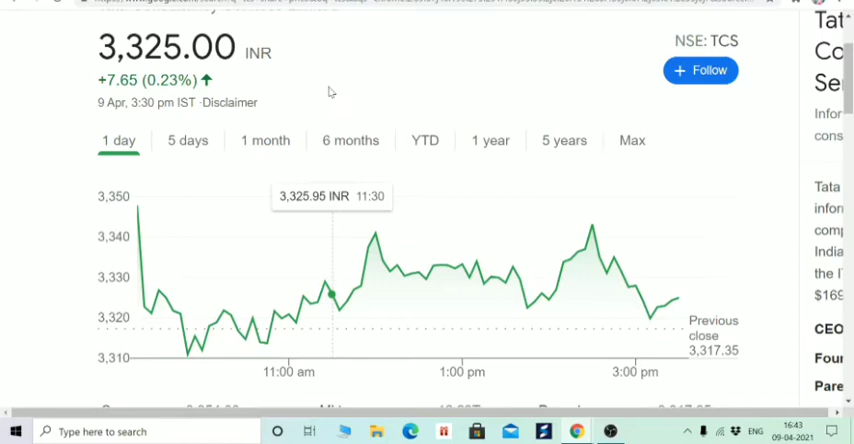 3,325.00 INR
NSE: TCS
+ Follow
+7.65 (0.23%) ↑
9 Apr, 3:30 pm IST · Disclaimer
1 day 5 days 1 month 6 months YTD 1 year 5 years Max
3,325.95 INR 11:30
3,350
3,340
3,330
3,320
3,310
Previous
close
3,317.35
11:00 am 1:00 pm 3:00 pm
Tat
Co
Se
Infor
cons
Tata
infor
comp
India
the I
$169
CEO
Foun
Pare
Type here to search
ENG
16:43
09-04-2021